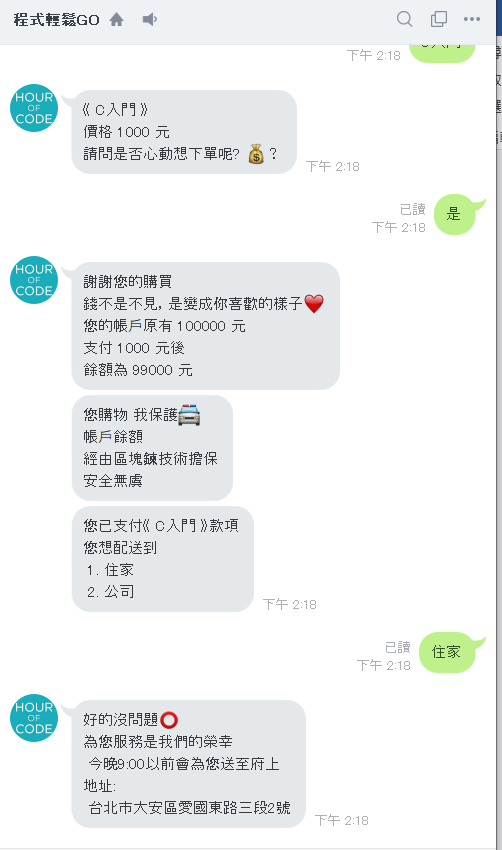 程式輕鬆GO
下午 2:18
HOUR
OF
CODE
《 C入門 》
價格 1000 元
請問是否心動想下單呢? ?
下午 2:18
已讀
下午 2:18
是
HOUR
OF
CODE
謝謝您的購買
錢不是不見, 是變成你喜歡的樣子
您的帳戶原有 100000 元
支付 1000 元後
餘額為 99000 元
您購物 我保護
帳戶餘額
經由區塊鍊技術擔保
安全無虞
您已支付《 C入門 》款項
您想配送到
1. 住家
2. 公司
下午 2:18
已讀
下午 2:18
住家
HOUR
OF
CODE
好的沒問題
為您服務是我們的榮幸
今晚9:00以前會為您送至府上
地址:
台北市大安區愛國東路三段2號
下午 2:18